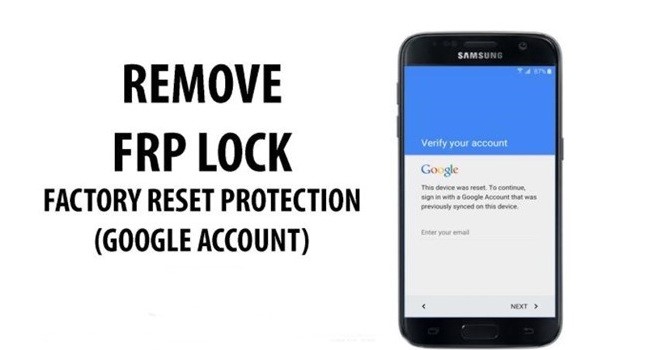 REMOVE
FRP LOCK
FACTORY RESET PROTECTION
(GOOGLE ACCOUNT)
SAMSUNG
97%
Verify your account
Google
This device was reset. To continue,
sign in with a Google Account that was
previously synced on this device.
Enter your email
NEXT